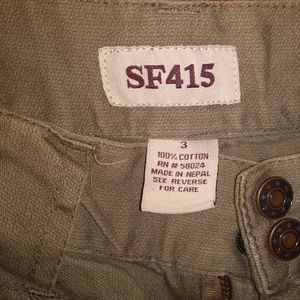 SF415
3
100% COTTON
RN # 58024
MADE IN NEPAL
SEE REVERSE
FOR CARE